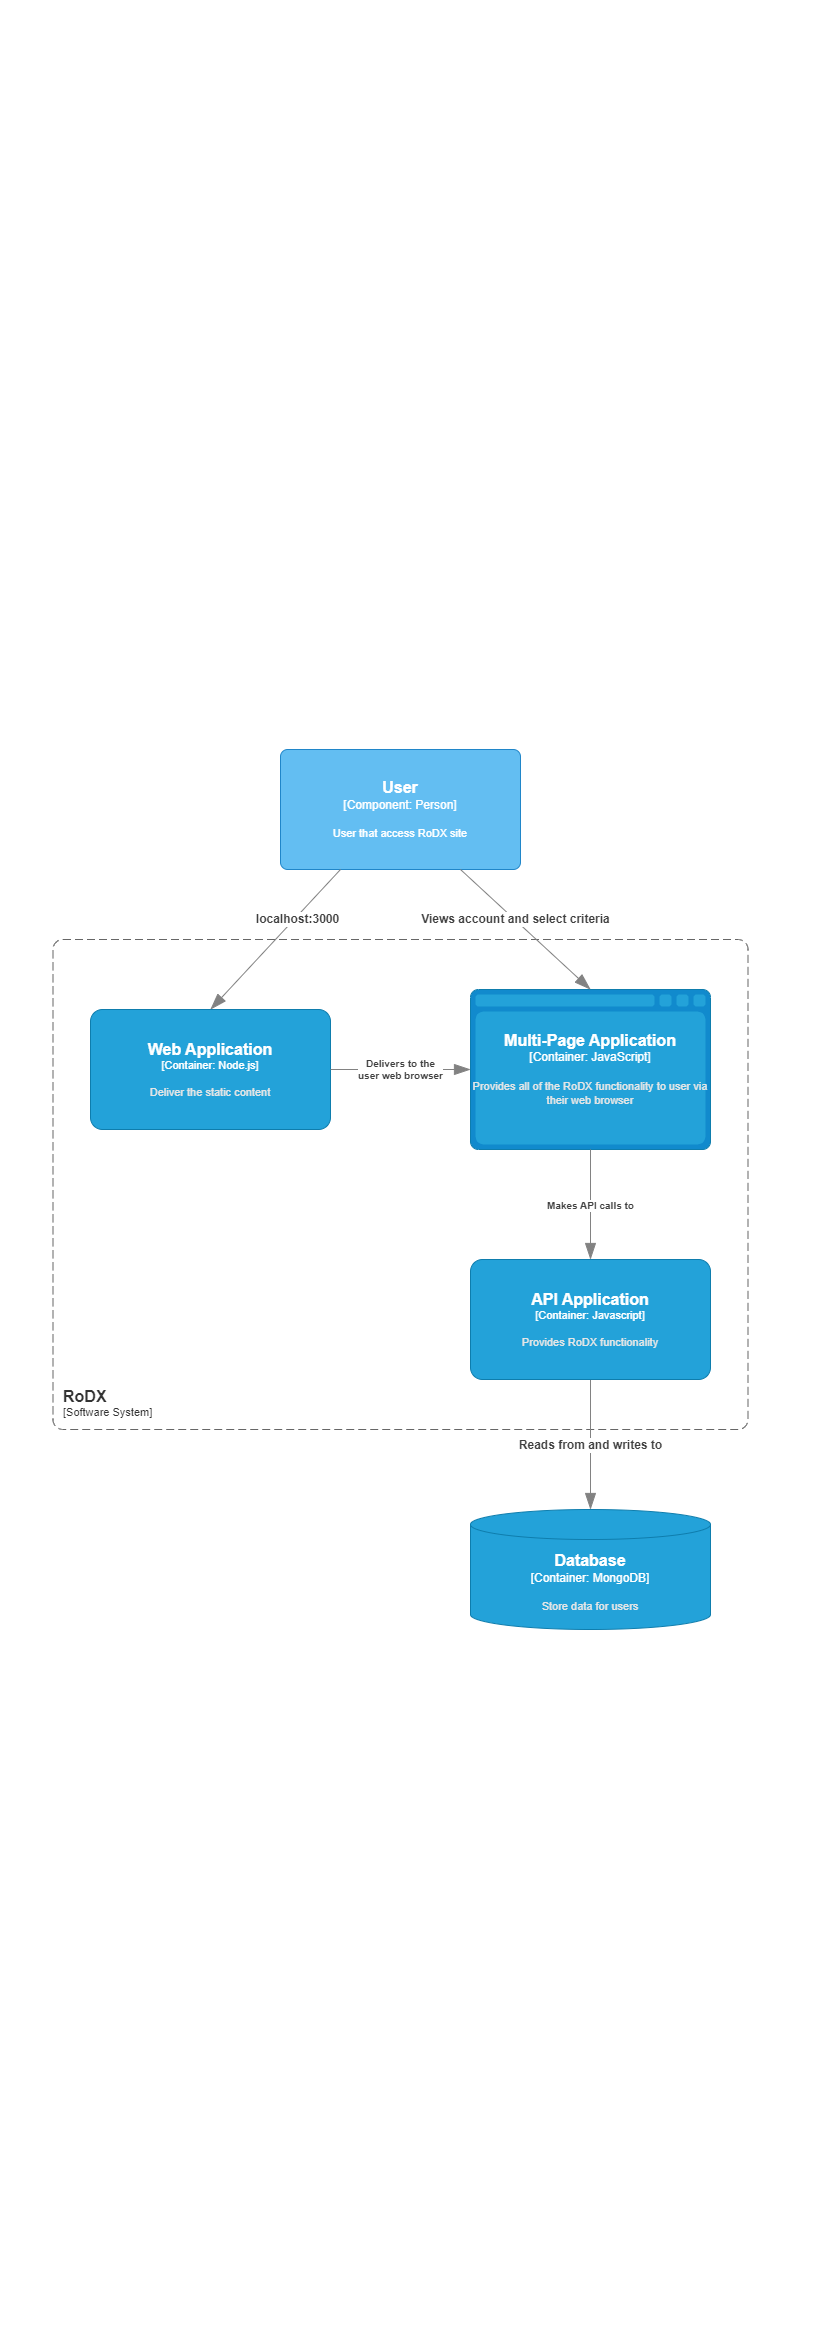 User
[Component: Person]
User that access RoDX sile
localhost:3000
Views account and select criteria
Web Application
[Container: Node.js]
Deliver the static content
Delivers to the
user web browser
Multi-Page Application
[Container: JavaScript]
Provides all of the RoDX functionality to user via
their web browser
Makes API calls to
API Application
[Container: Javascript]
Provides RoDX functionality
RoDX
[Software System]
Reads from and writes to
Database
[Container: MongoDB]
Store data for users